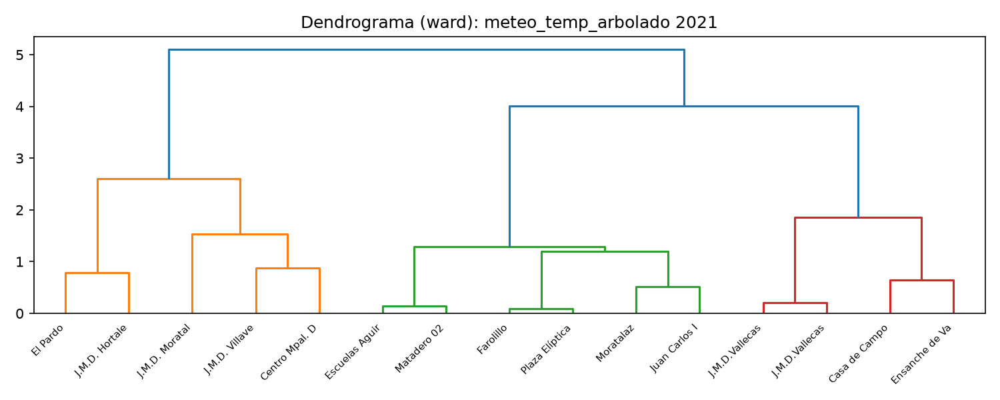 Dendrograma (ward): meteo_temp_arbolado 2021
5
4
3
2
1
0
El Pardo
J.M.D. Hortale
J.M.D. Moratal
J.M.D. Villave
Centro Mpal. D
Escuelas Aguir
Matadero 02
Farolillo
Plaza Elíptica
Moratalaz
Juan Carlos I
J.M.D.Vallecas
J.M.D.Vallecas
Casa de Campo
Ensanche de Va